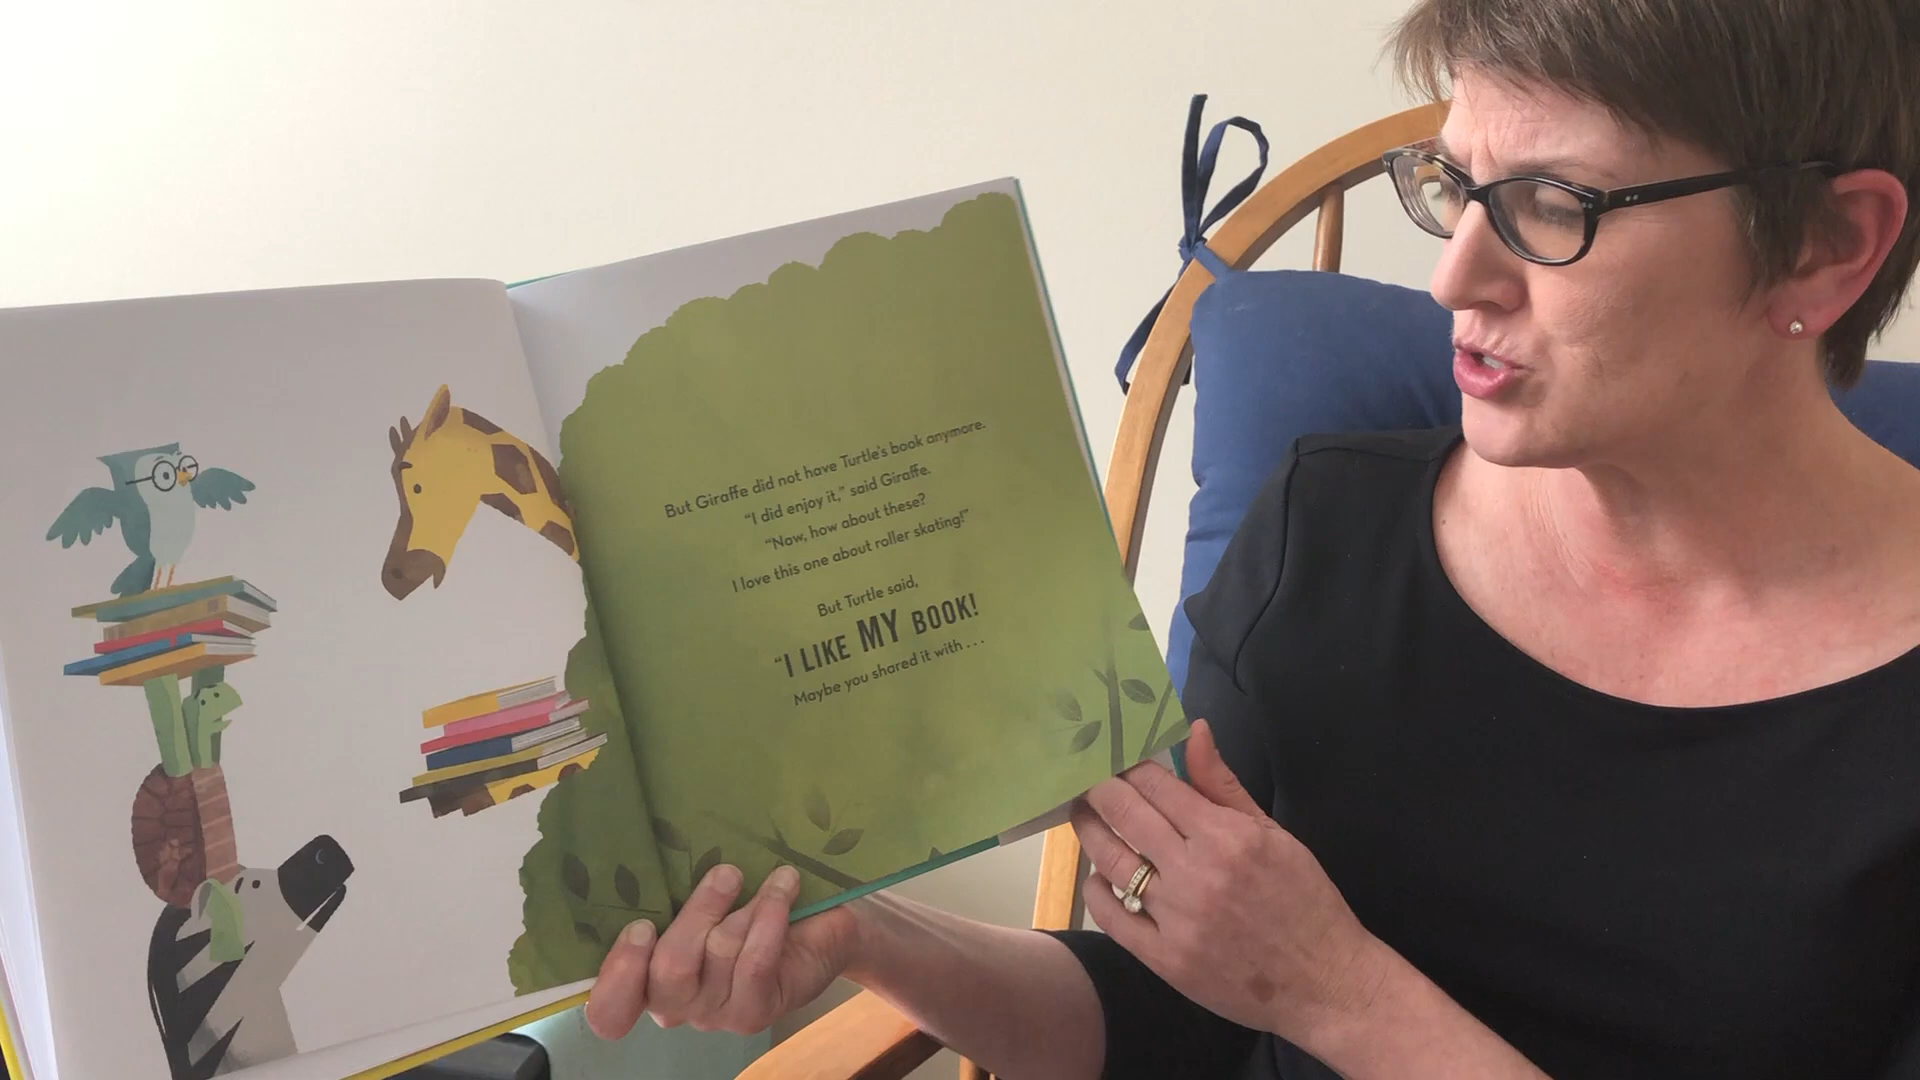 But Giraffe did not have Turtle's book anymore.
"I did enjoy it," said Giraffe.
"Now, how about these?
I love this one about roller skating!"
But Turtle said,
"I LIKE MY BOOK!
Maybe you shared it with . . .